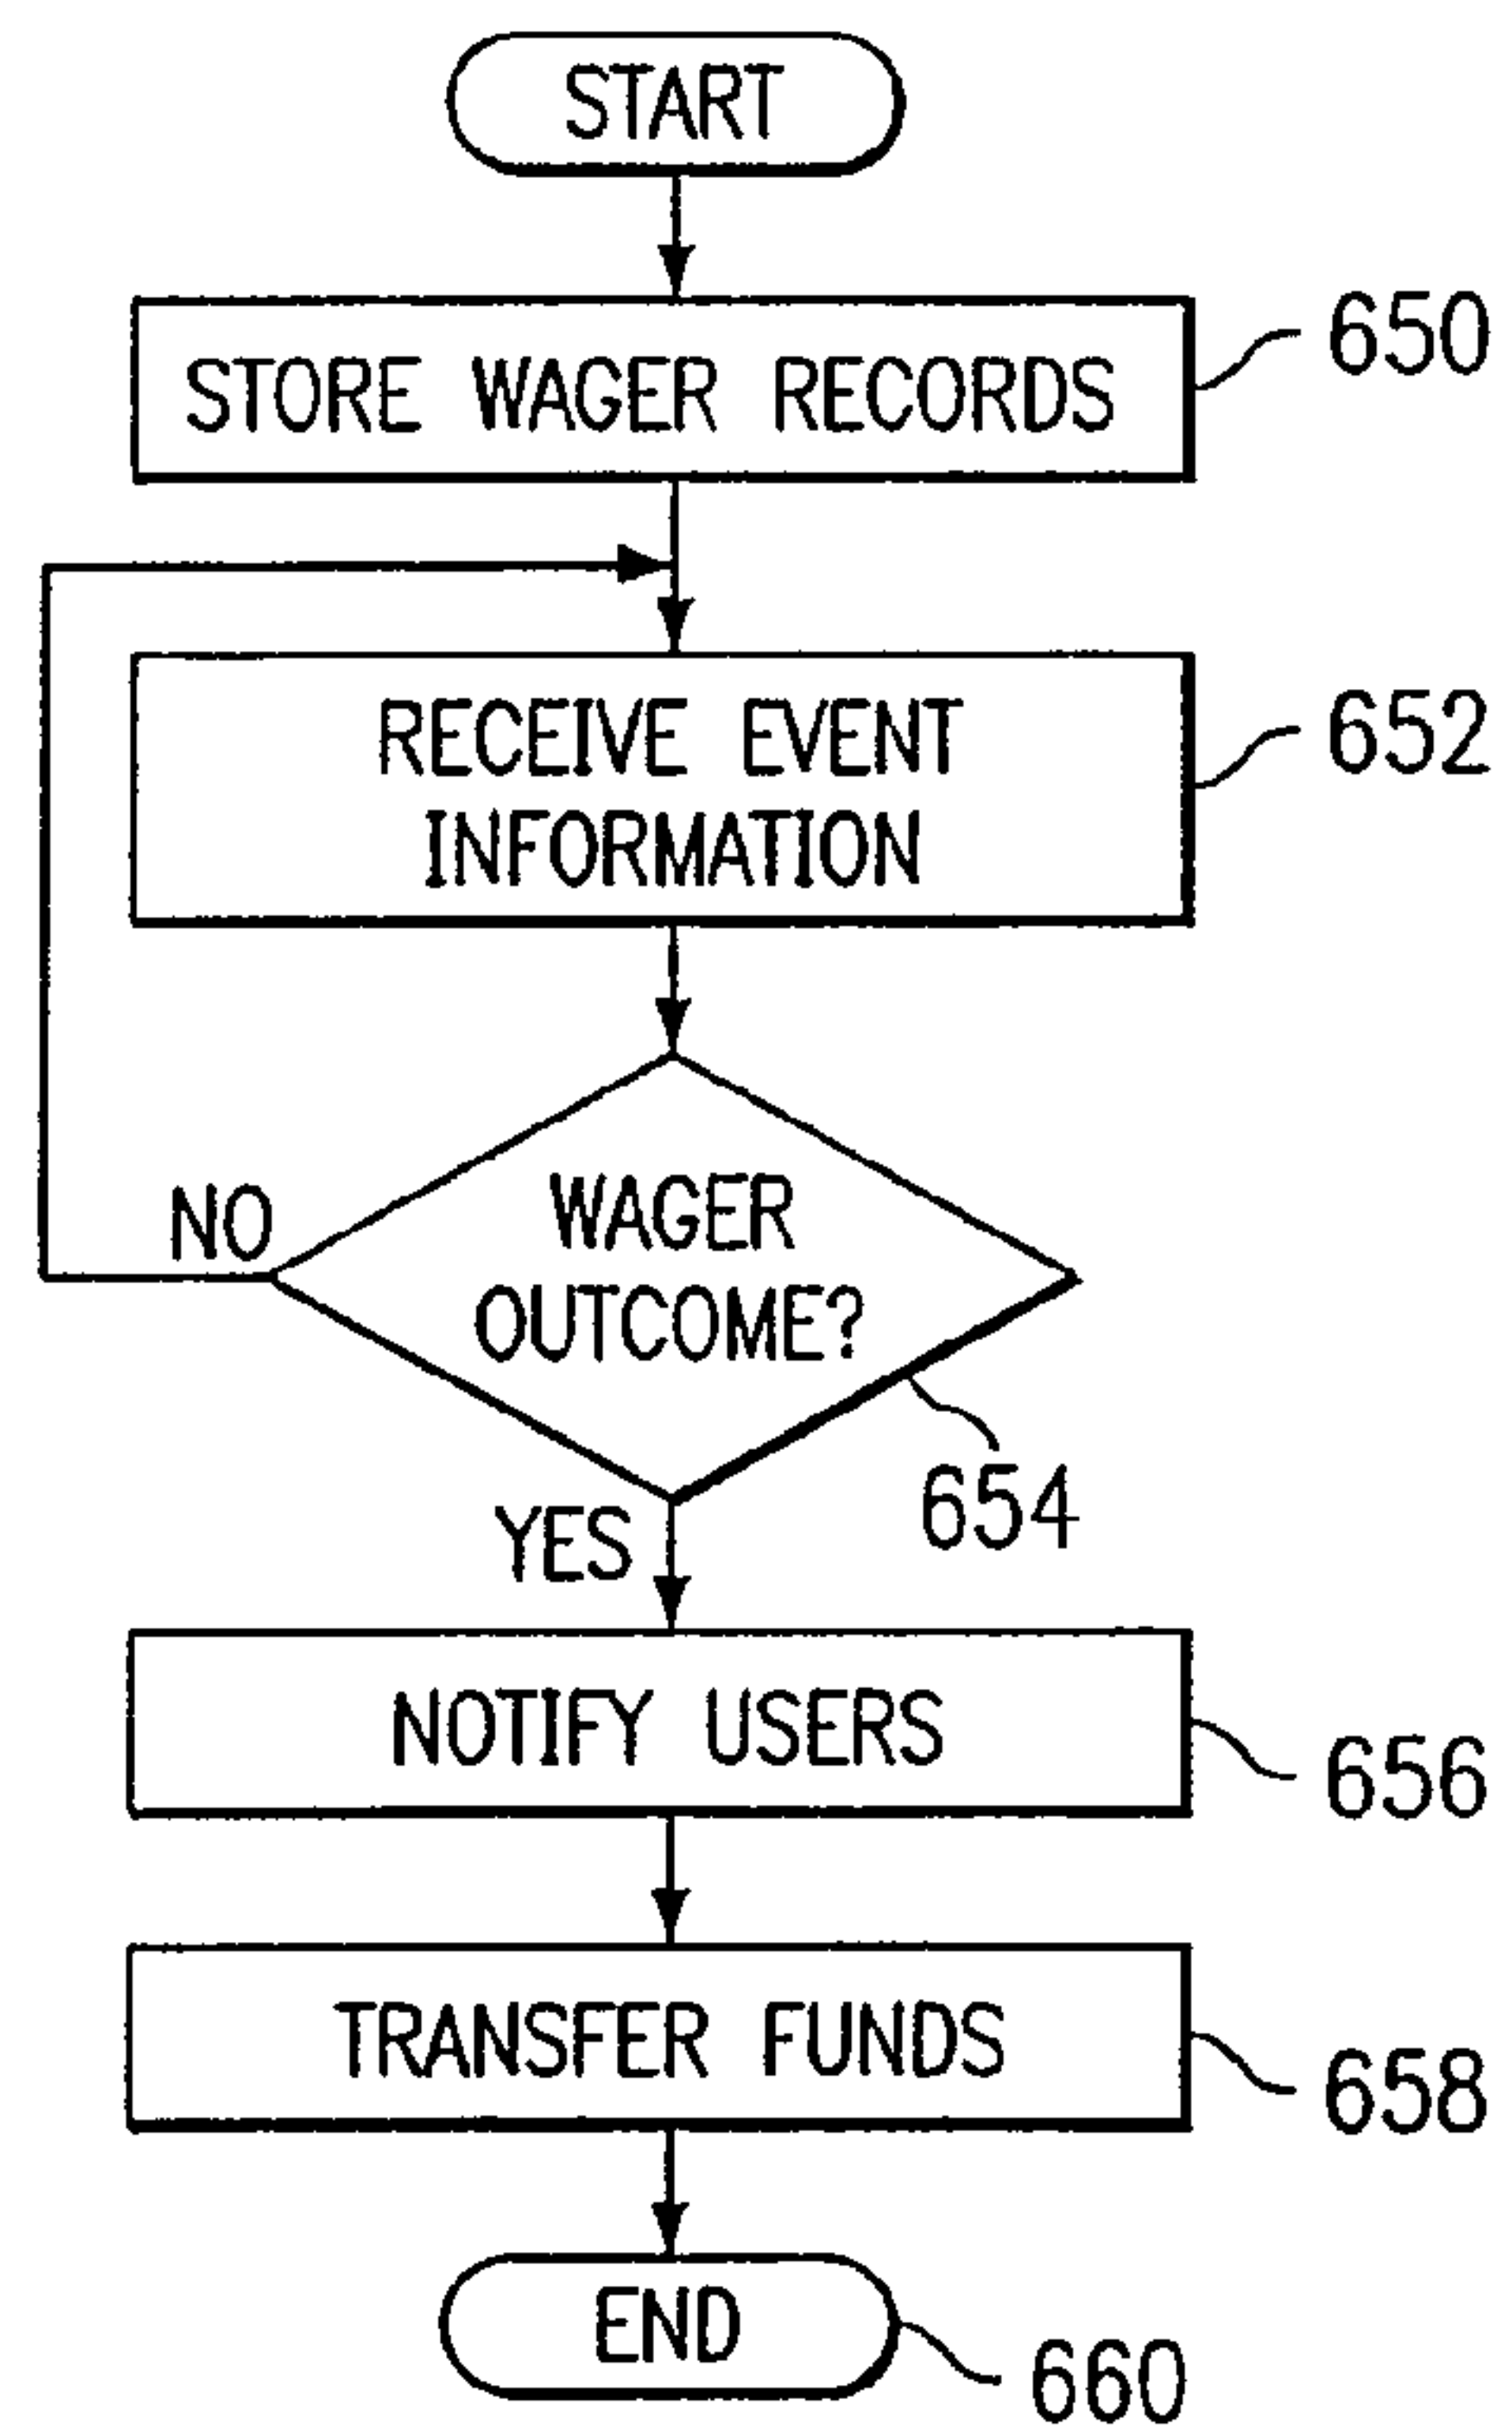 START
STORE WAGER RECORDS
650
RECEIVE EVENT
INFORMATION
652
WAGER
OUTCOME?
NO
654
YES
NOTIFY USERS
656
TRANSFER FUNDS
658
END
660